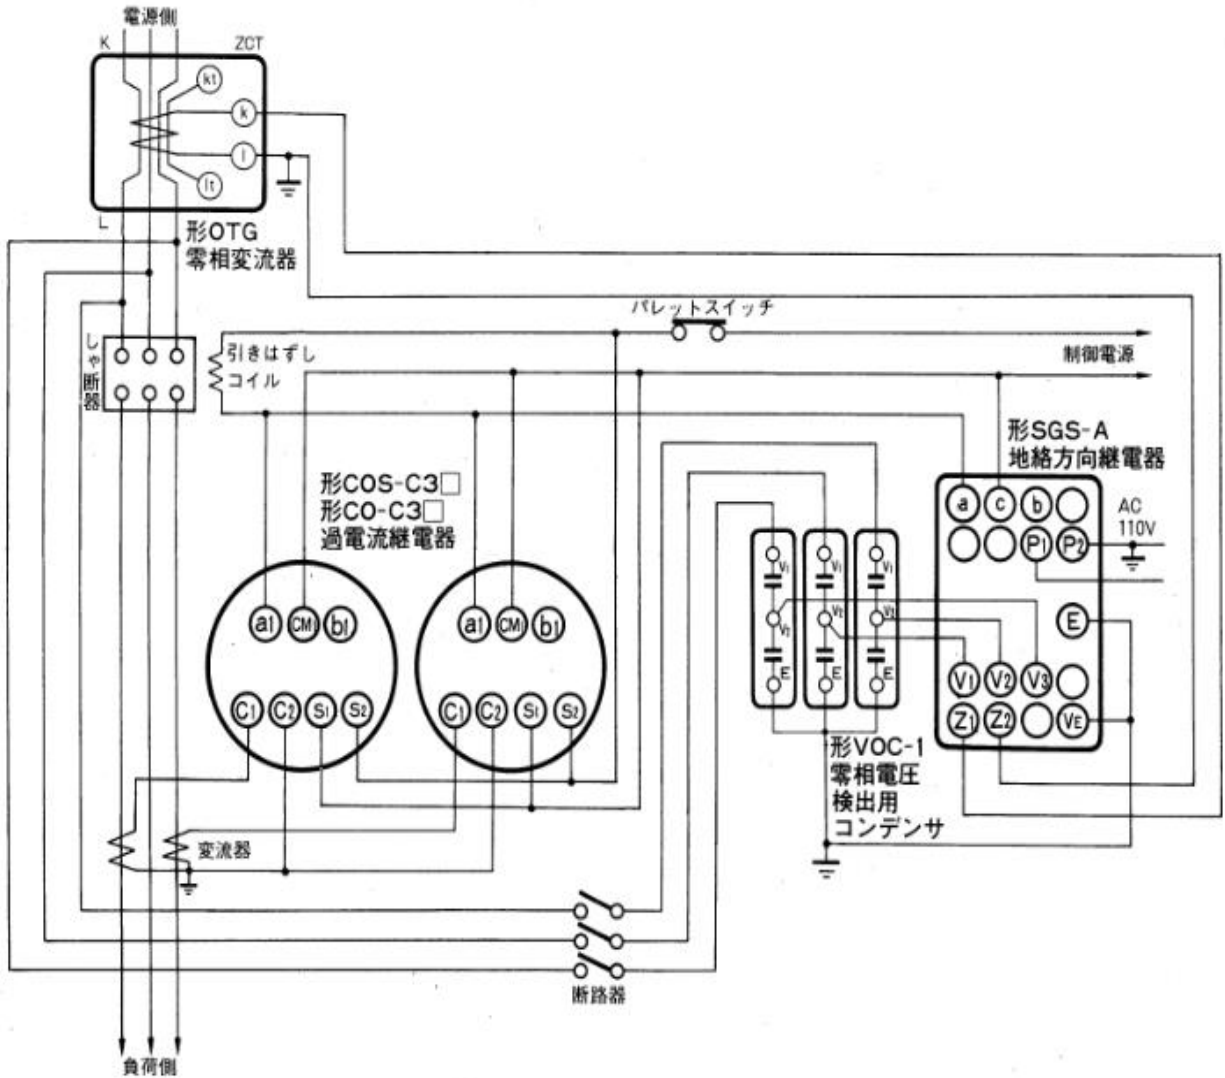 電源側
K
ZCT
kt
k
l
lt
L
形OTG
零相変流器
パレットスイッチ
しゃ断器
引きはずし
コイル
制御電源
形COS-C3□
形CO-C3□
過電流継電器
形SGS-A
地絡方向継電器
a c b
AC
110V
P1 P2
V1 V1 V1
V2 V2 V2
E E E
E
a1 CM1 b1
a1 CM1 b1
C1 C2 S1 S2
C1 C2 S1 S2
V1 V2 V3
Z1 Z2 VE
形VOC-1
零相電圧
検出用
コンデンサ
変流器
断路器
負荷側